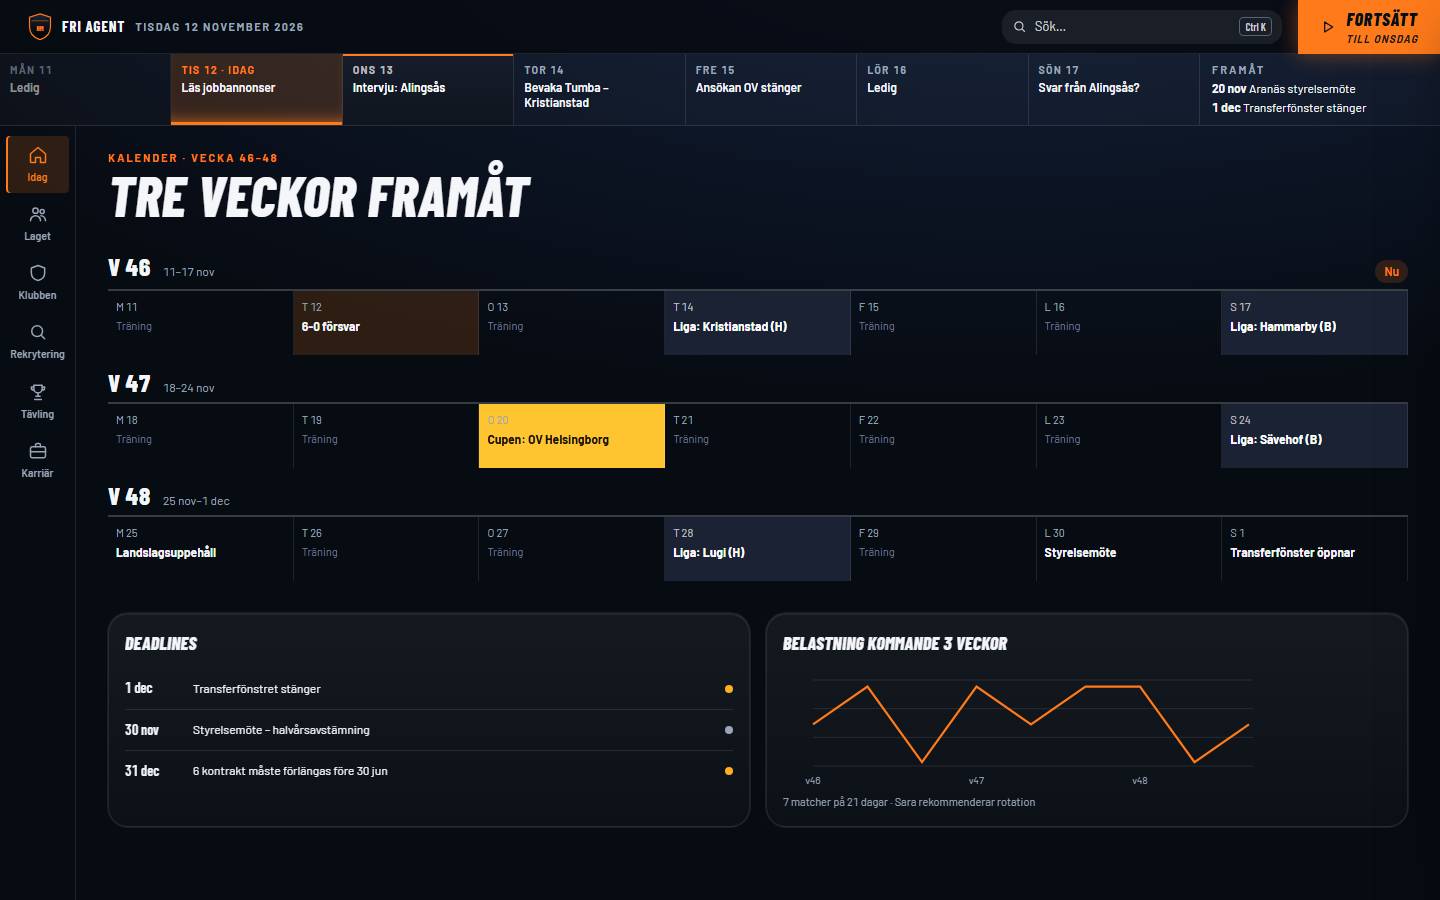 FRI AGENT TISDAG 12 NOVEMBER 2026
Sök...
Ctrl K
FORTSÄTT
TILL ONSDAG
MÅN 11
Ledig
TIS 12 · IDAG
Läs jobbannonser
ONS 13
Intervju: Alingsås
TOR 14
Bevaka Tumba –
Kristianstad
FRE 15
Ansökan OV stänger
LÖR 16
Ledig
SÖN 17
Svar från Alingsås?
FRAMÅT
20 nov Aranäs styrelsemöte
1 dec Transferfönster stänger
Idag
Laget
Klubben
Rekrytering
Tävling
Karriär
KALENDER · VECKA 46–48
TRE VECKOR FRAMÅT
V 46 11–17 nov
Nu
M 11
Träning
T 12
6-0 försvar
O 13
Träning
T 14
Liga: Kristianstad (H)
F 15
Träning
L 16
Träning
S 17
Liga: Hammarby (B)
V 47 18–24 nov
M 18
Träning
T 19
Träning
O 20
Cupen: OV Helsingborg
T 21
Träning
F 22
Träning
L 23
Träning
S 24
Liga: Sävehof (B)
V 48 25 nov–1 dec
M 25
Landslagsuppehåll
T 26
Träning
O 27
Träning
T 28
Liga: Lugi (H)
F 29
Träning
L 30
Styrelsemöte
S 1
Transferfönster öppnar
DEADLINES
1 dec Transferfönstret stänger
30 nov Styrelsemöte – halvårsavstämning
31 dec 6 kontrakt måste förlängas före 30 jun
BELASTNING KOMMANDE 3 VECKOR
v46 v47 v48
7 matcher på 21 dagar · Sara rekommenderar rotation